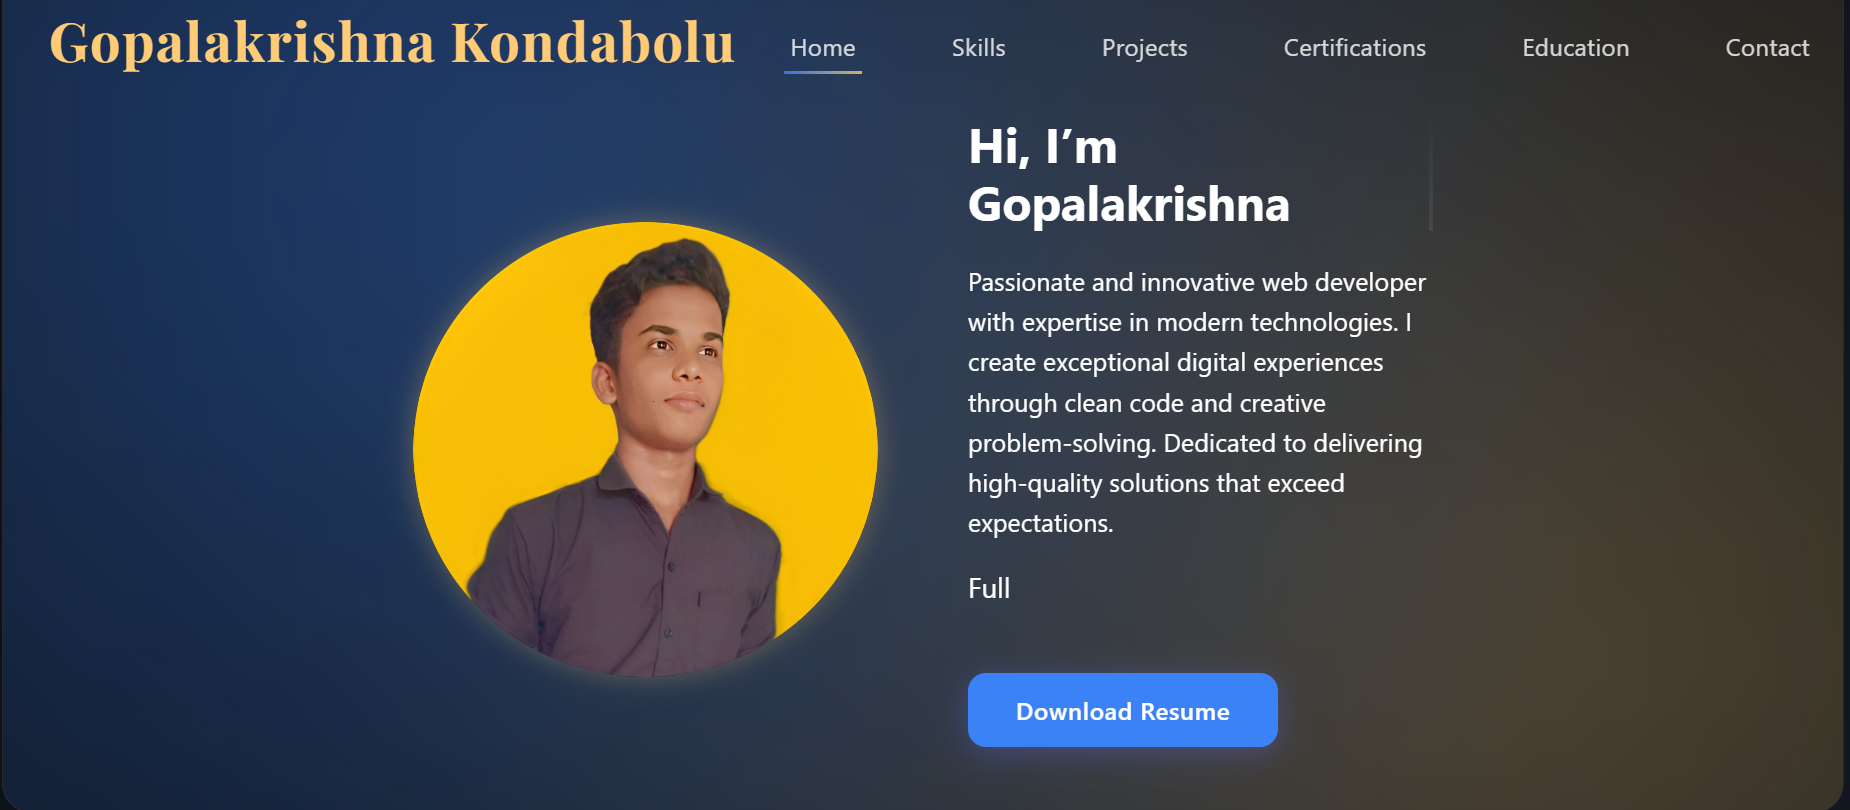 Gopalakrishna Kondabolu
Home
Skills
Projects
Certifications
Education
Contact
Hi, I’m
Gopalakrishna
Passionate and innovative web developer
with expertise in modern technologies. I
create exceptional digital experiences
through clean code and creative
problem-solving. Dedicated to delivering
high-quality solutions that exceed
expectations.
Full
Download Resume